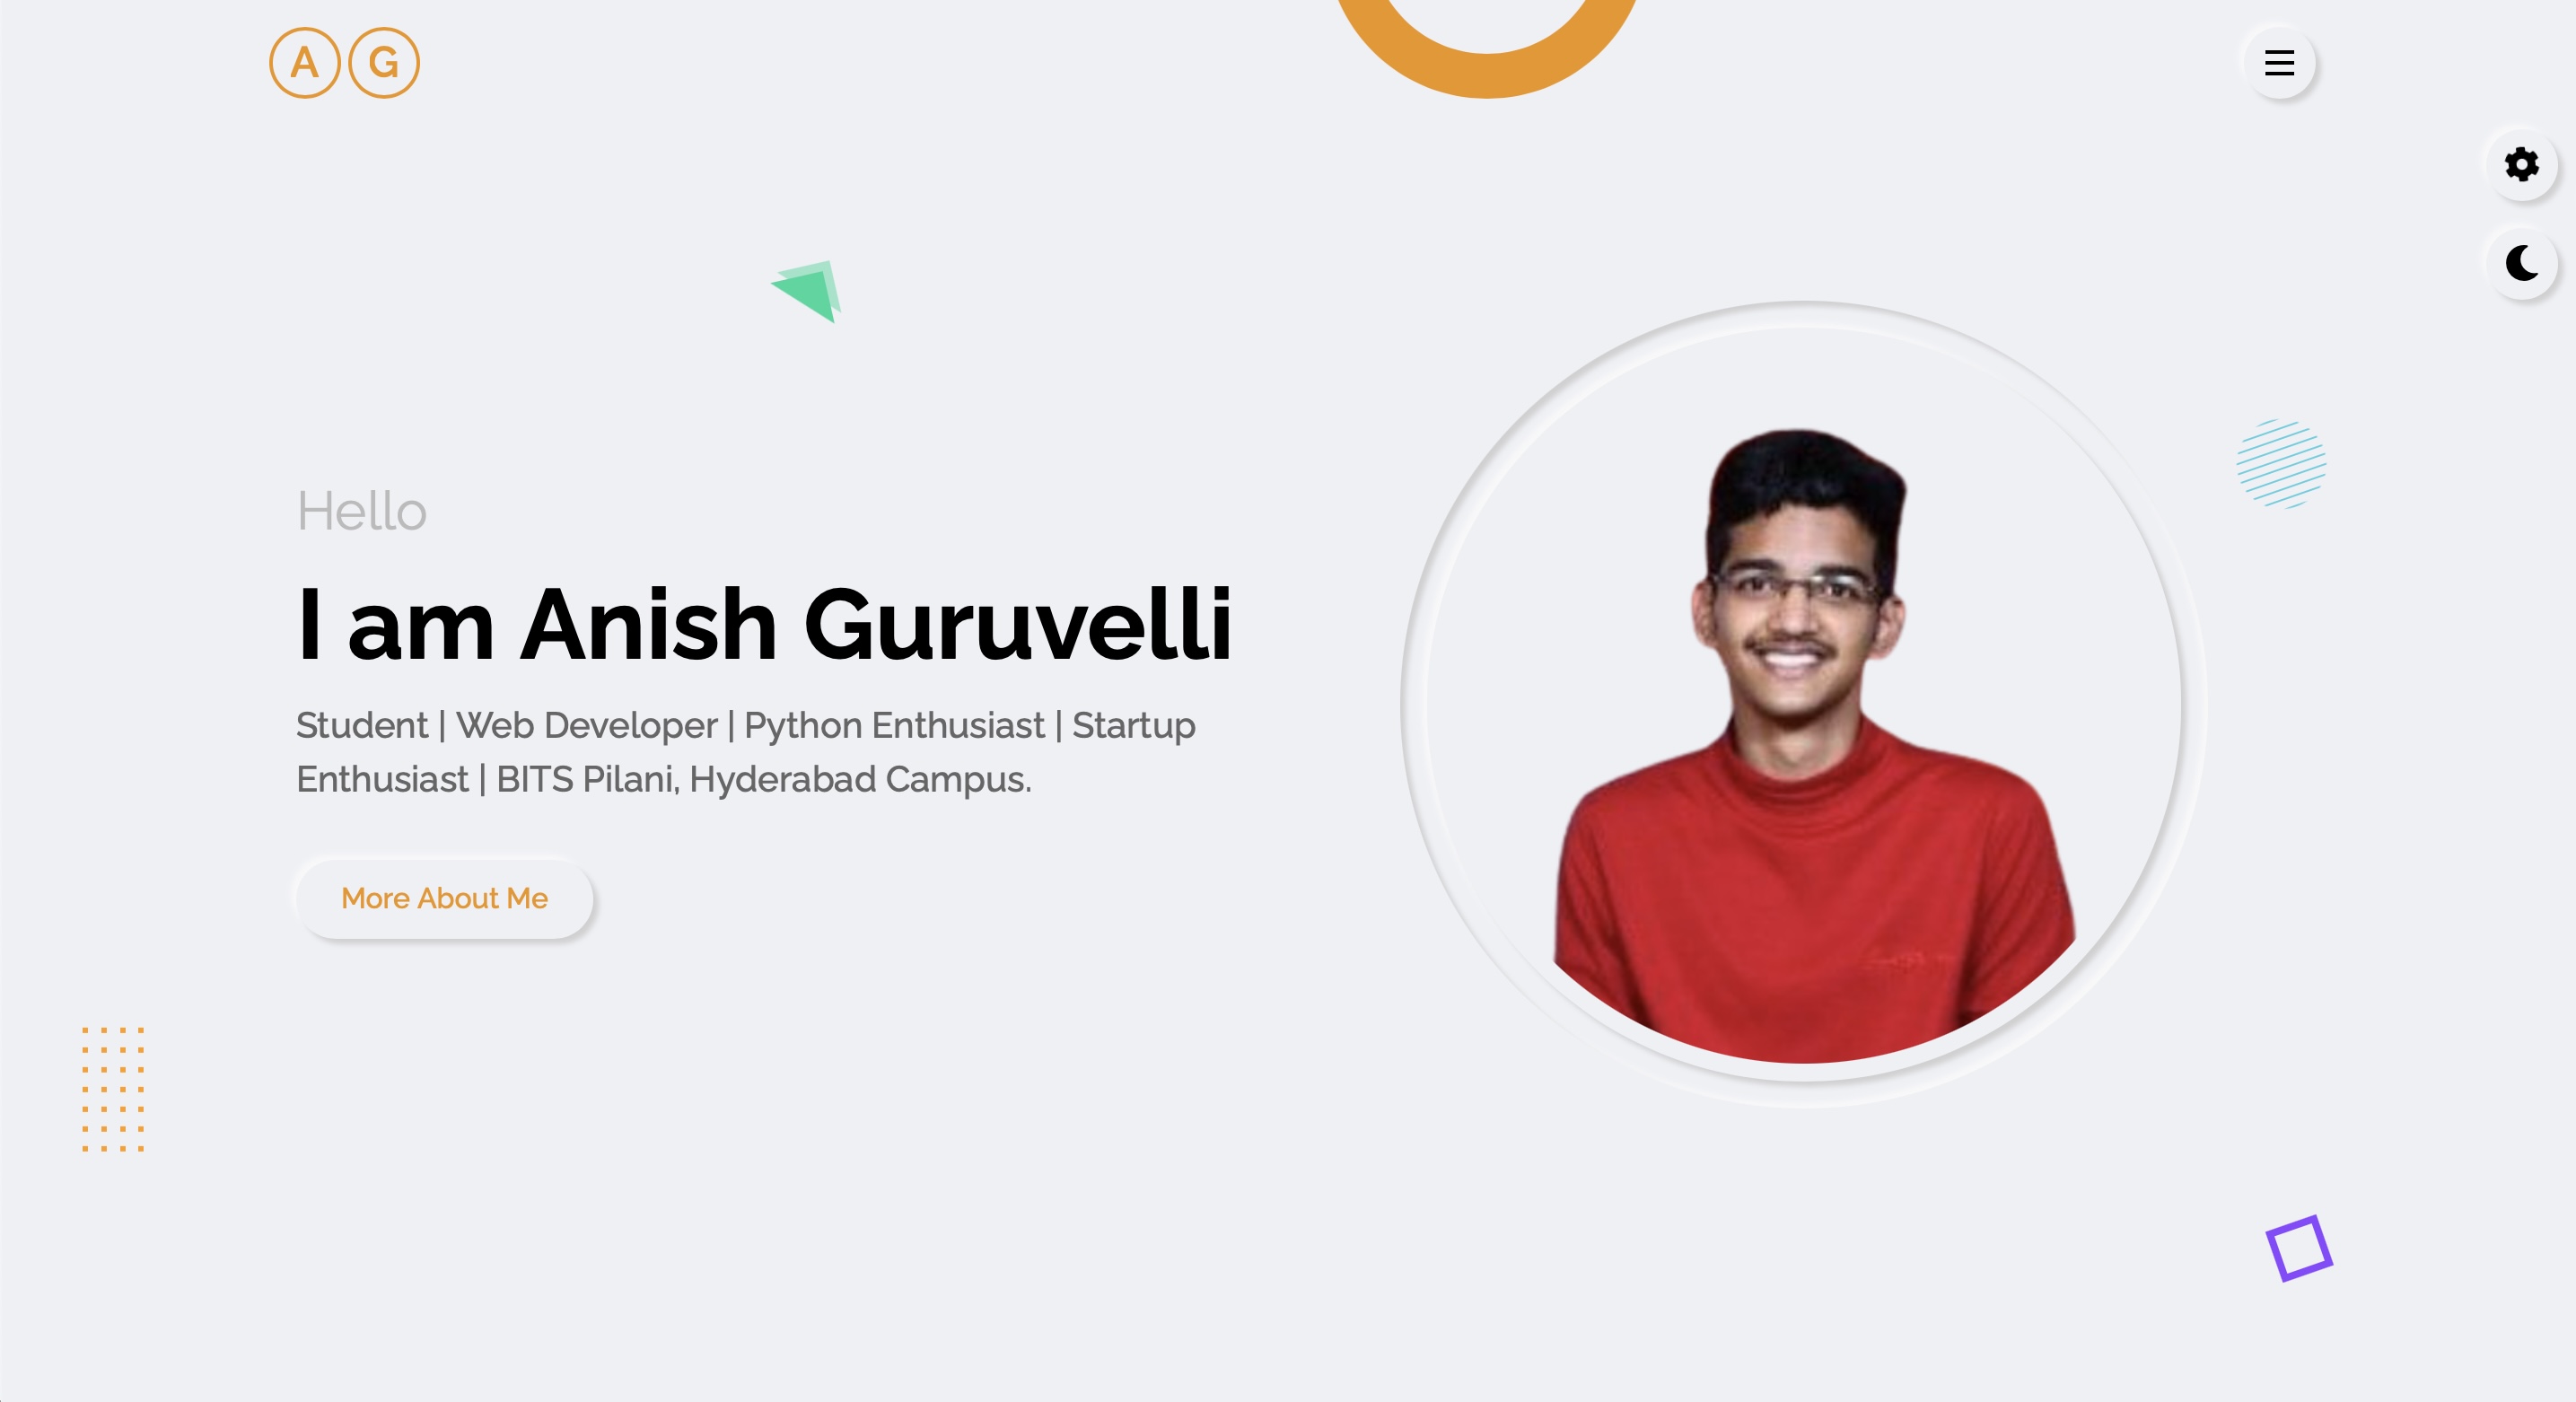 A G
Hello
I am Anish Guruvelli
Student | Web Developer | Python Enthusiast | Startup
Enthusiast | BITS Pilani, Hyderabad Campus.
More About Me